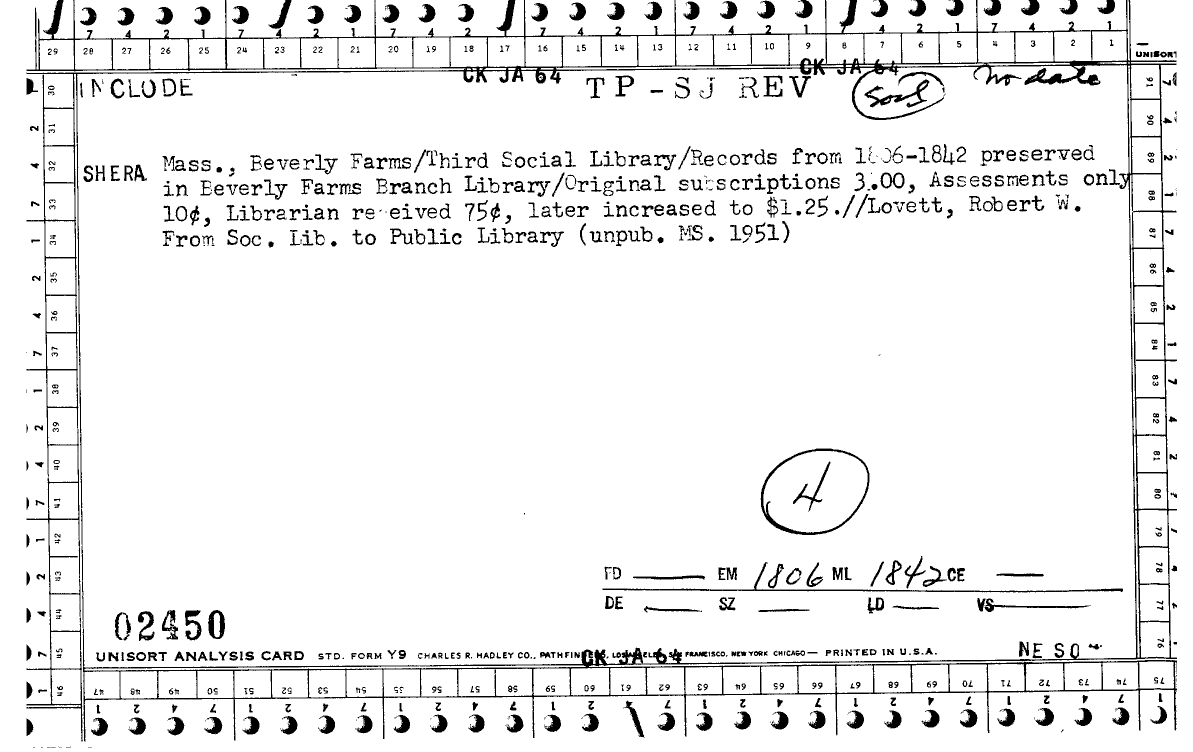 7 4 2 1 7 4 2 1 7 4 2 1 7 4 2 1 7 4 2 1 7 4 2 1
29 28 27 26 25 24 23 22 21 20 19 18 17 16 15 14 13 12 11 10 9 8 7 6 5 4 3 2 1
UNISORT
CK JA 64 CK JA 64
INCLUDE TP-SJ REV Socl no date
SHERA Mass., Beverly Farms/Third Social Library/Records from 1806-1842 preserved
in Beverly Farms Branch Library/Original subscriptions 3.00, Assessments only
10¢, Librarian received 75¢, later increased to $1.25.//Lovett, Robert W.
From Soc. Lib. to Public Library (unpub. MS. 1951)
4
FD — EM 1806 ML 1842 CE —
DE — SZ — LD — VS —
02450
UNISORT ANALYSIS CARD STD. FORM Y9 CHARLES R. HADLEY CO., PATHFINDERS, LOS ANGELES, SAN FRANCISCO, NEW YORK CHICAGO — PRINTED IN U.S.A.
CK JA 64
NE SO
46 47 48 49 50 51 52 53 54 55 56 57 58 59 60 61 62 63 64 65 66 67 68 69 70 71 72 73 74 75
30 31 32 33 34 35 36 37 38 39 40 41 42 43 44 45
91 90 89 88 87 86 85 84 83 82 81 80 79 78 77 76